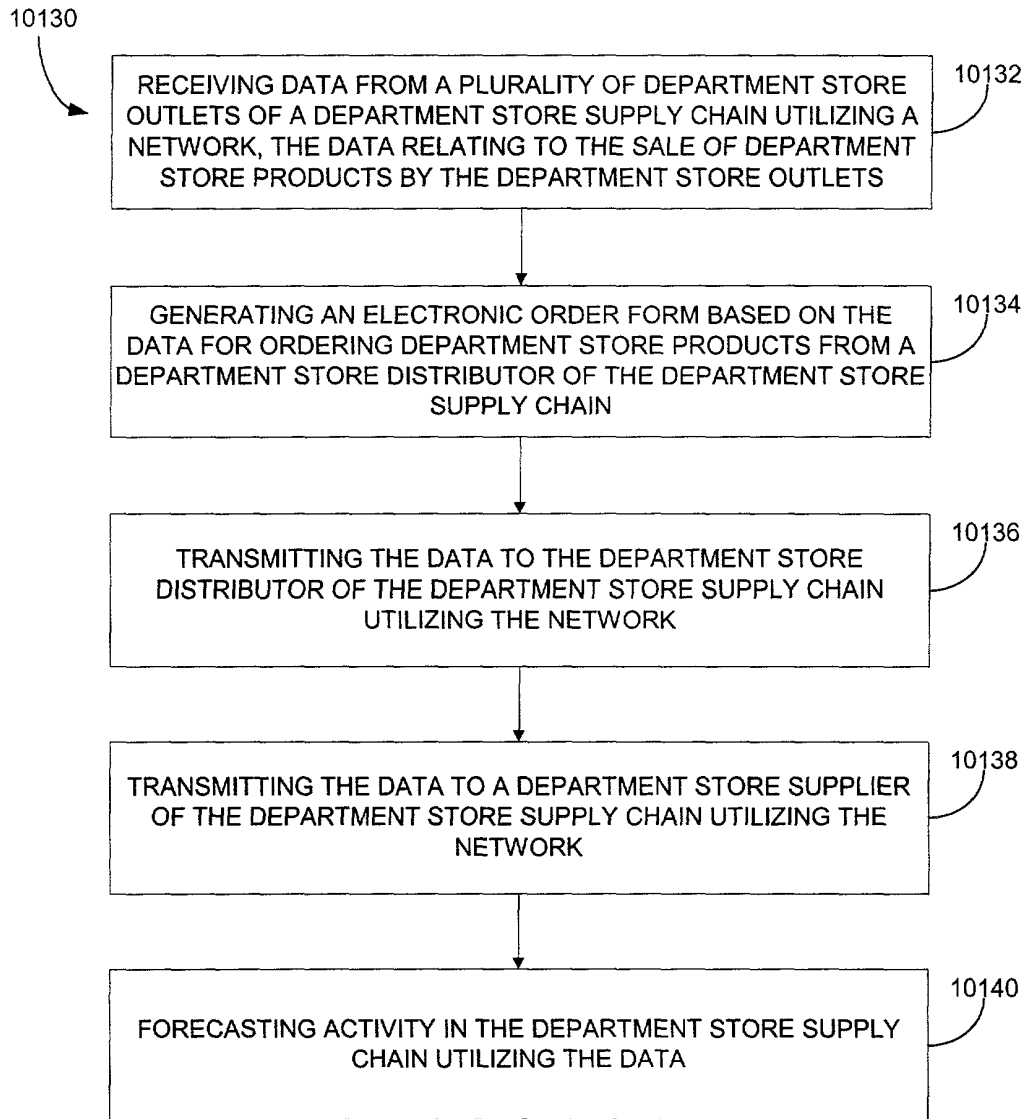 10130
10132
RECEIVING DATA FROM A PLURALITY OF DEPARTMENT STORE
OUTLETS OF A DEPARTMENT STORE SUPPLY CHAIN UTILIZING A
NETWORK, THE DATA RELATING TO THE SALE OF DEPARTMENT
STORE PRODUCTS BY THE DEPARTMENT STORE OUTLETS
10134
GENERATING AN ELECTRONIC ORDER FORM BASED ON THE
DATA FOR ORDERING DEPARTMENT STORE PRODUCTS FROM A
DEPARTMENT STORE DISTRIBUTOR OF THE DEPARTMENT STORE
SUPPLY CHAIN
10136
TRANSMITTING THE DATA TO THE DEPARTMENT STORE
DISTRIBUTOR OF THE DEPARTMENT STORE SUPPLY CHAIN
UTILIZING THE NETWORK
10138
TRANSMITTING THE DATA TO A DEPARTMENT STORE SUPPLIER
OF THE DEPARTMENT STORE SUPPLY CHAIN UTILIZING THE
NETWORK
10140
FORECASTING ACTIVITY IN THE DEPARTMENT STORE SUPPLY
CHAIN UTILIZING THE DATA